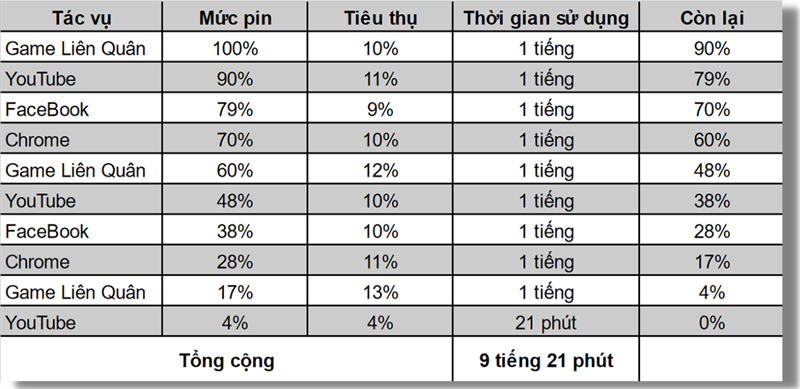 Tác vụ Mức pin Tiêu thụ Thời gian sử dụng Còn lại
Game Liên Quân 100% 10% 1 tiếng 90%
YouTube 90% 11% 1 tiếng 79%
FaceBook 79% 9% 1 tiếng 70%
Chrome 70% 10% 1 tiếng 60%
Game Liên Quân 60% 12% 1 tiếng 48%
YouTube 48% 10% 1 tiếng 38%
FaceBook 38% 10% 1 tiếng 28%
Chrome 28% 11% 1 tiếng 17%
Game Liên Quân 17% 13% 1 tiếng 4%
YouTube 4% 4% 21 phút 0%
Tổng cộng 9 tiếng 21 phút